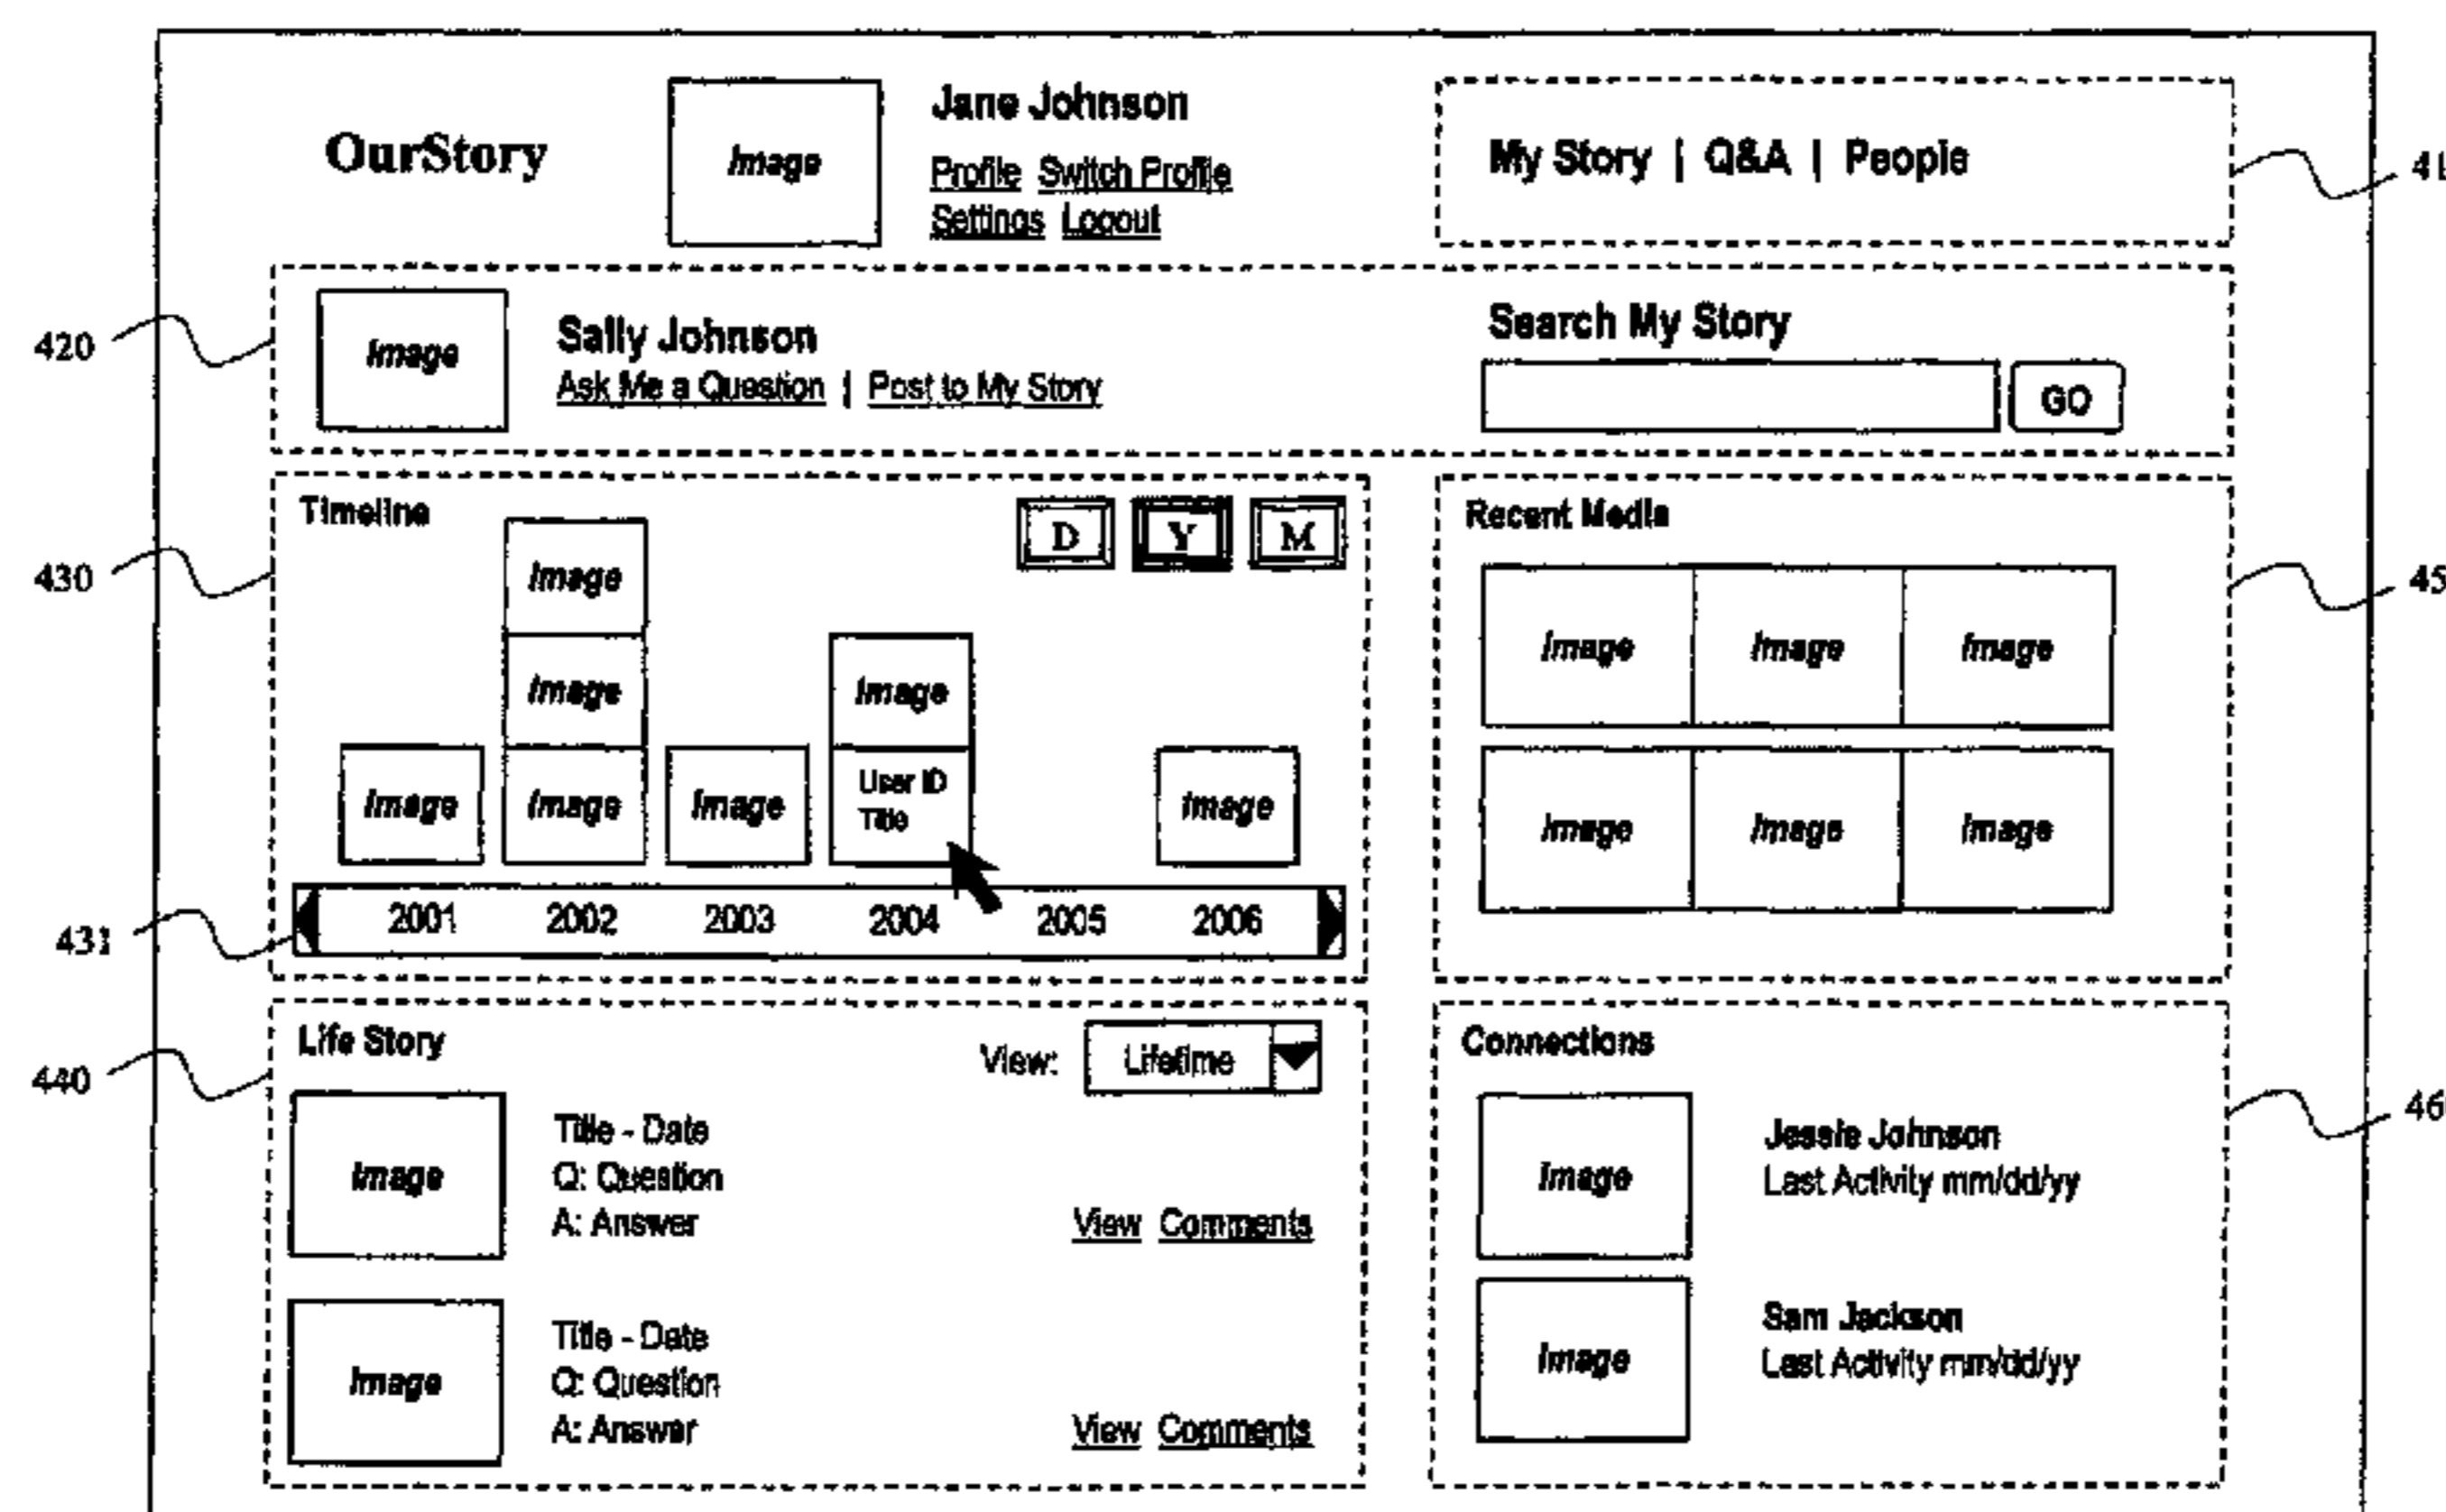 OurStory
Image
Jane Johnson
Profile Switch Profile
Settings Logout
My Story | Q&A | People
420
Image
Sally Johnson
Ask Me a Question | Post to My Story
Search My Story
GO
430
Timeline
D Y M
Image
Image Image
Image Image Image User ID Image
Title
431
2001 2002 2003 2004 2005 2006
Recent Media
Image Image Image
Image Image Image
45
440
Life Story
View: Lifetime
Image
Title - Date
Q: Question
A: Answer
View Comments
Image
Title - Date
Q: Question
A: Answer
View Comments
Connections
Image
Jessie Johnson
Last Activity mm/dd/yy
Image
Sam Jackson
Last Activity mm/dd/yy